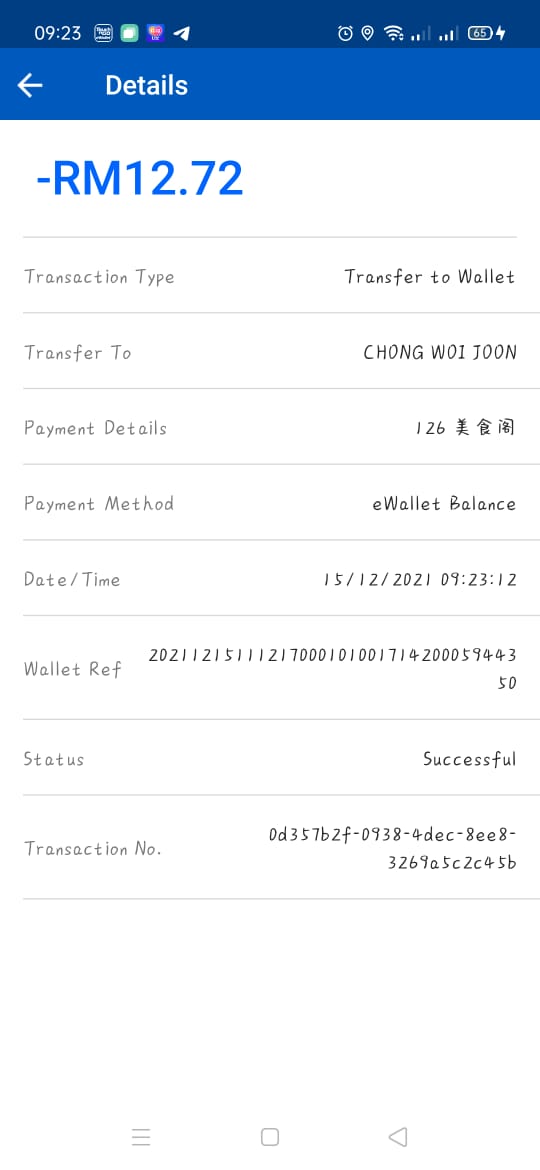 09:23
65
Details
-RM12.72
Transaction Type
Transfer to Wallet
Transfer To
CHONG WOI JOON
Payment Details
126 美食阁
Payment Method
eWallet Balance
Date/Time
15/12/2021 09:23:12
Wallet Ref
20211215111217000101001714200059443
50
Status
Successful
Transaction No.
0d357b2f-0938-4dec-8ee8-
3269a5c2c45b